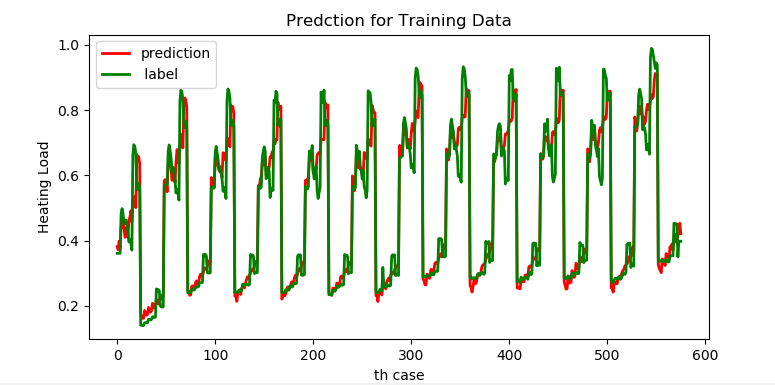 Predction for Training Data
prediction
label
1.0
0.8
0.6
0.4
0.2
Heating Load
0
100
200
300
400
500
600
th case